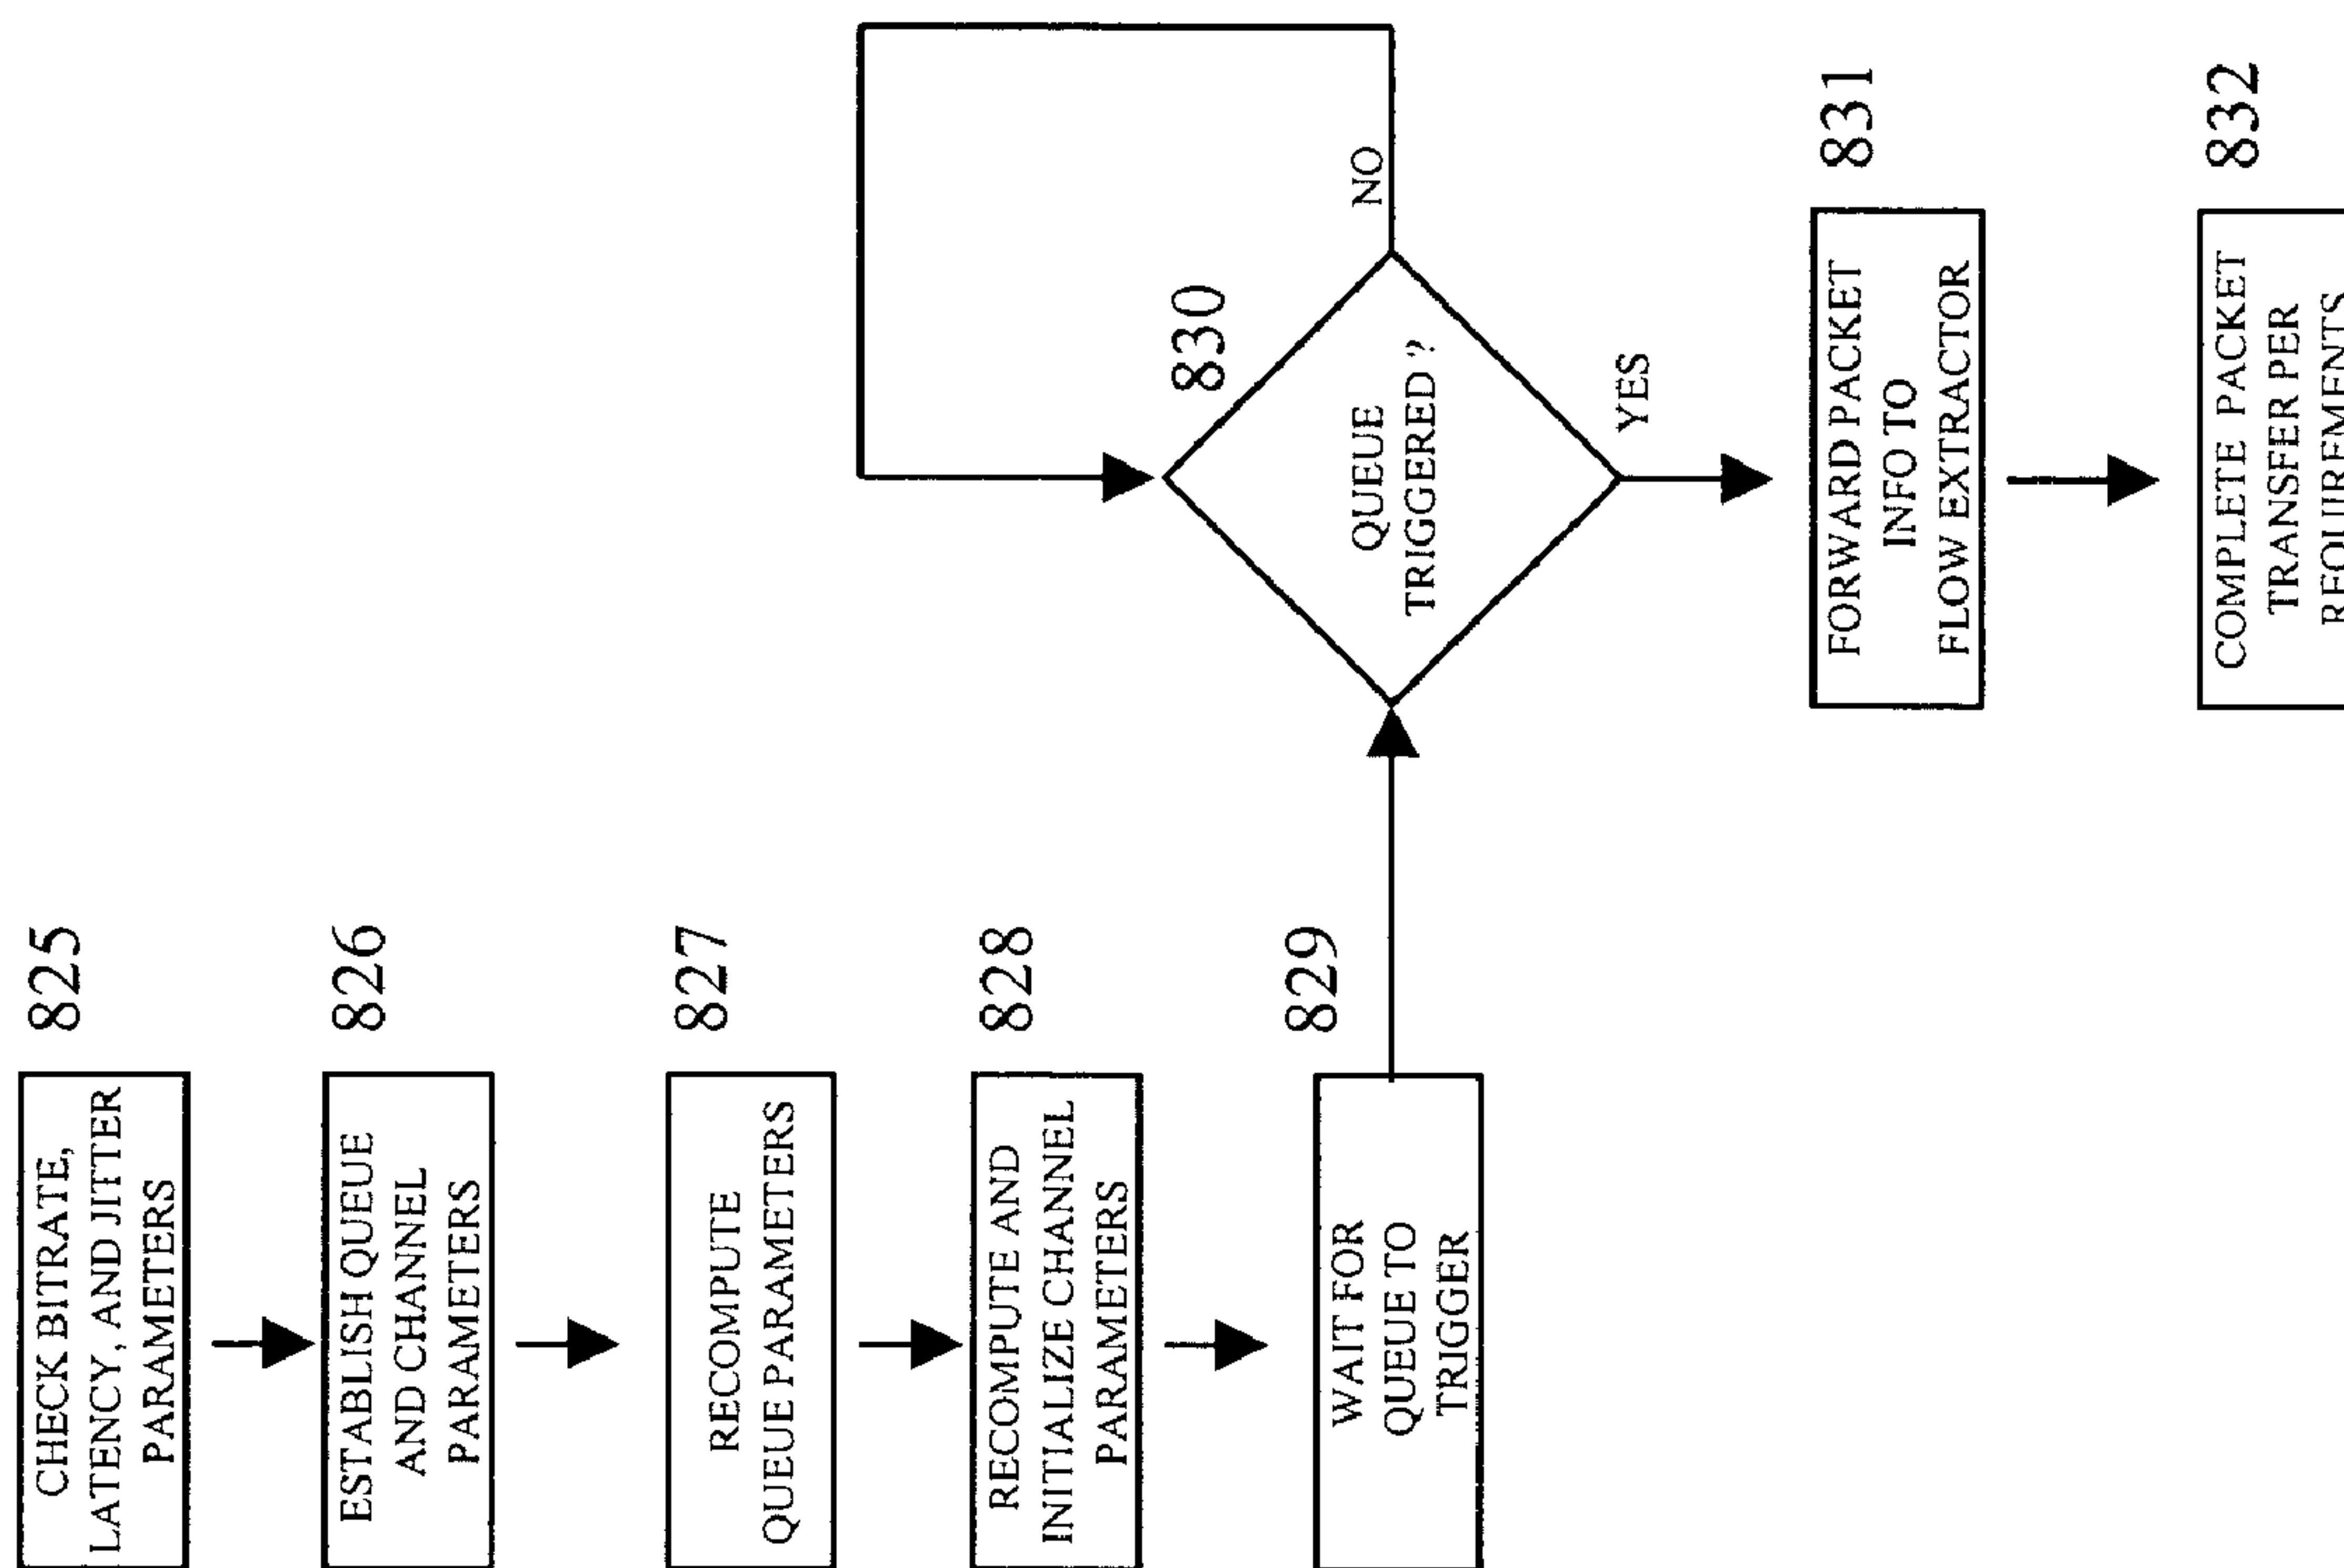 825
CHECK BITRATE,
LATENCY, AND JITTER
PARAMETERS
826
ESTABLISH QUEUE
AND CHANNEL
PARAMETERS
827
RECOMPUTE
QUEUE PARAMETERS
828
RECOMPUTE AND
INITIALIZE CHANNEL
PARAMETERS
829
WAIT FOR
QUEUE TO
TRIGGER
830
QUEUE
TRIGGERED ?
NO
YES
831
FORWARD PACKET
INFO TO
FLOW EXTRACTOR
832
COMPLETE PACKET
TRANSFER PER
REQUIREMENTS